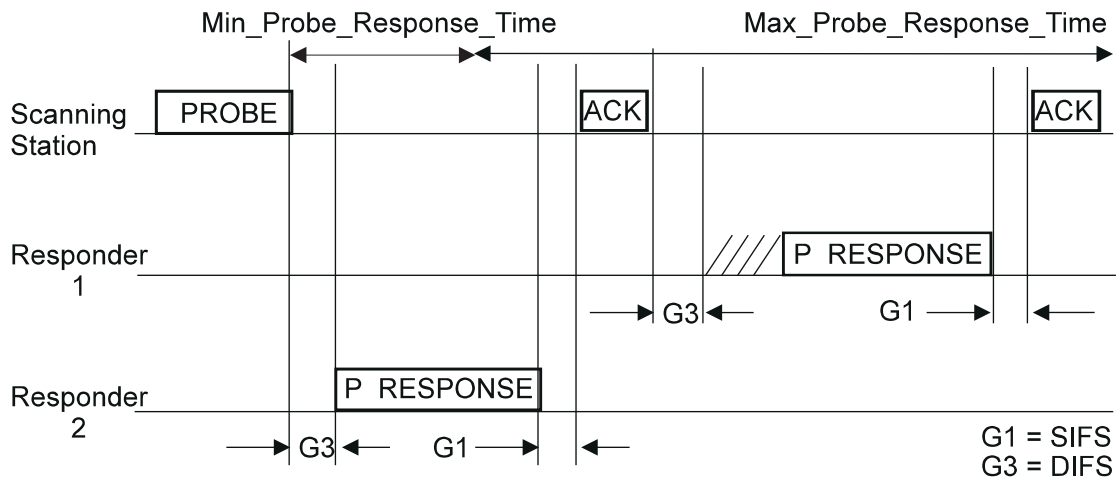 Min_Probe_Response_Time
Max_Probe_Response_Time
Scanning
Station
PROBE
ACK
ACK
Responder
1
P RESPONSE
G3
G1
Responder
2
P RESPONSE
G3
G1
G1 = SIFS
G3 = DIFS